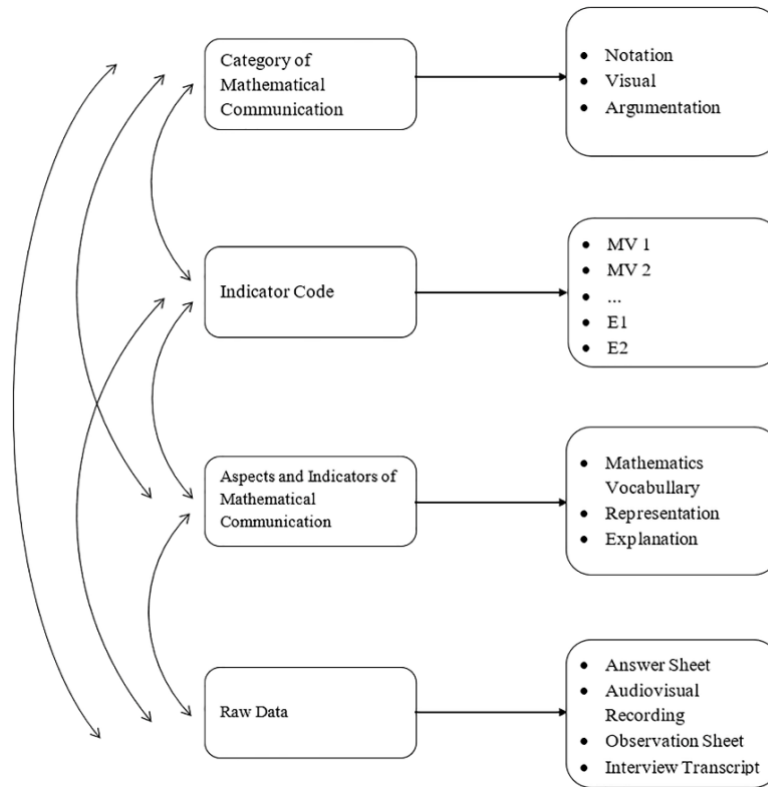 Category of
Mathematical
Communication
• Notation
• Visual
• Argumentation
Indicator Code
• MV 1
• MV 2
• ...
• E1
• E2
Aspects and Indicators of
Mathematical
Communication
• Mathematics
Vocabullary
• Representation
• Explanation
Raw Data
• Answer Sheet
• Audiovisual
Recording
• Observation Sheet
• Interview Transcript